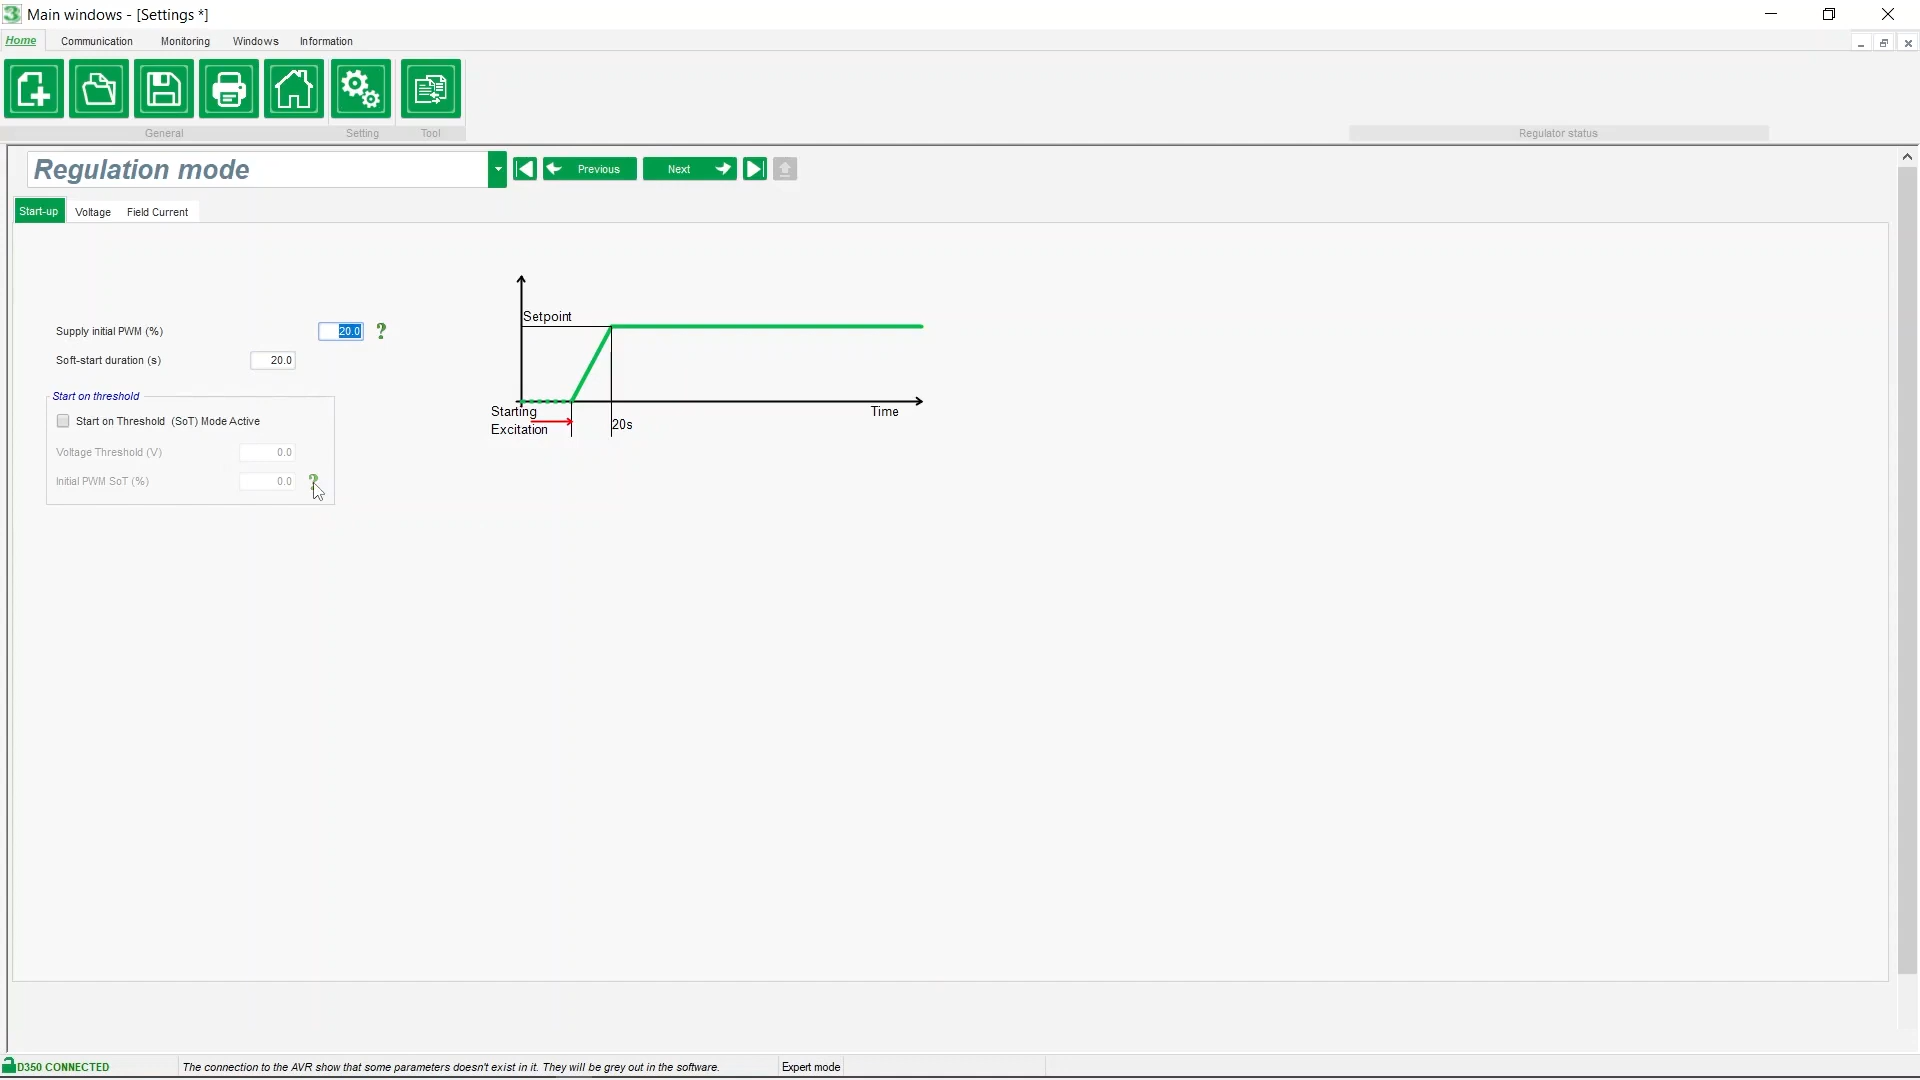 Main windows - [Settings *]
Home Communication Monitoring Windows Information
General Setting Tool Regulator status
Regulation mode Previous Next
Start-up Voltage Field Current
Setpoint
Supply initial PWM (%) 20.0 ?
Soft-start duration (s) 20.0
Start on threshold
Starting Time
Start on Threshold (SoT) Mode Active
Excitation 20s
Voltage Threshold (V) 0.0
Initial PWM SoT (%) 0.0 ?
D350 CONNECTED The connection to the AVR show that some parameters doesn't exist in it. They will be grey out in the software. Expert mode